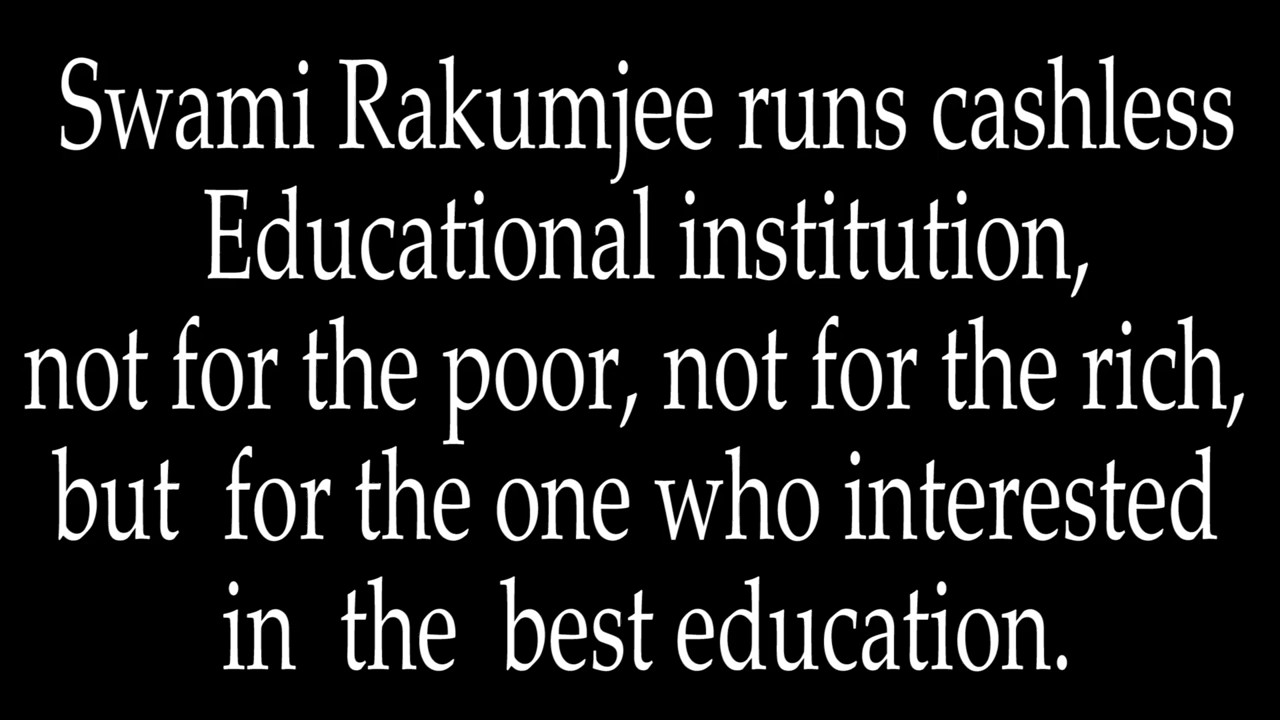 Swami Rakumjee runs cashless
Educational institution,
not for the poor, not for the rich,
but for the one who interested
in the best education.